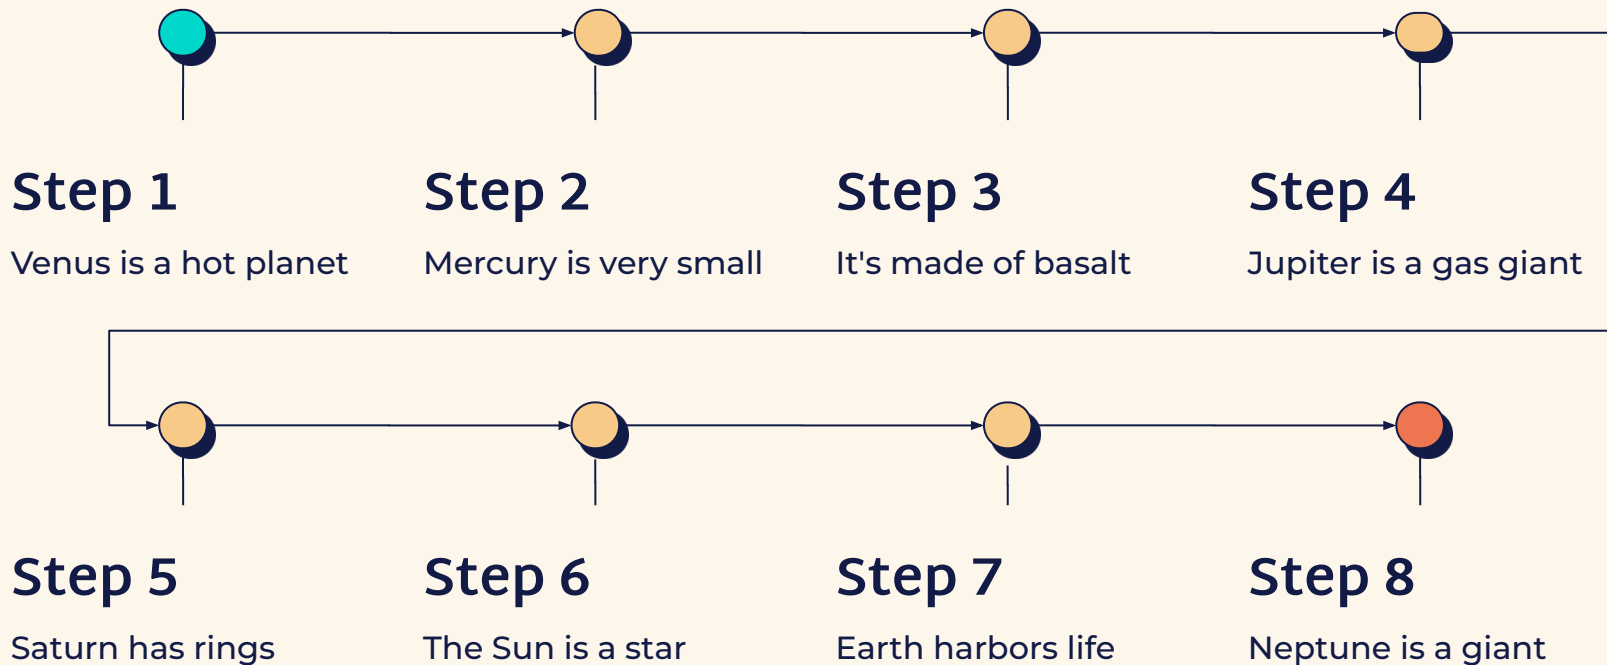 Step 1
Venus is a hot planet
Step 2
Mercury is very small
Step 3
It's made of basalt
Step 4
Jupiter is a gas giant
Step 5
Saturn has rings
Step 6
The Sun is a star
Step 7
Earth harbors life
Step 8
Neptune is a giant